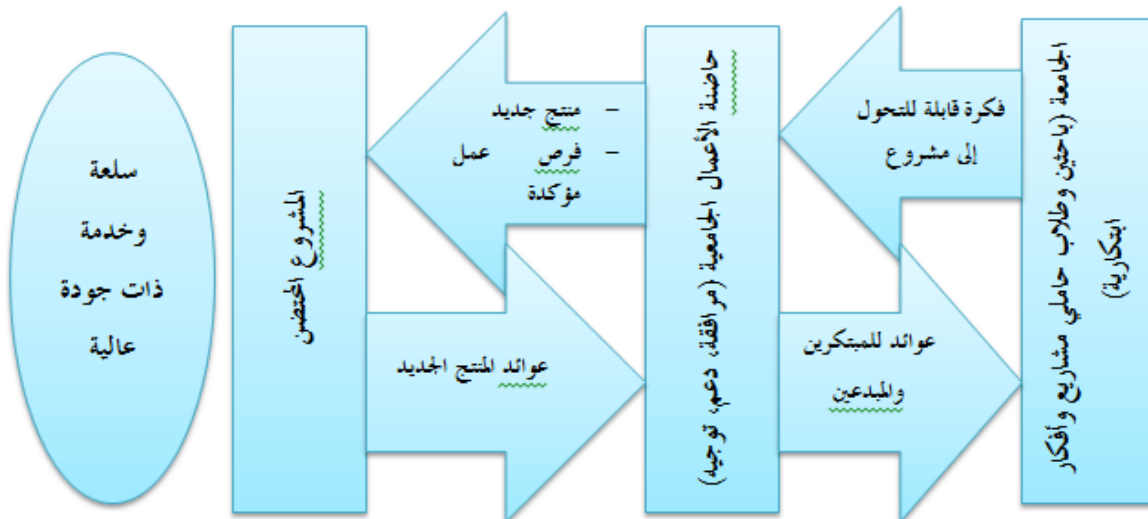 الجامعة (باحثين وطلاب حاملي مشاريع وأفكار
ابتكارية)
فكرة قابلة للتحول
إلى مشروع
عوائد للمبتكرين
والمبدعين
حاضنة الأعمال الجامعية (مرافقة، دعم، توجيه)
- منتج جديد
- فرص عمل
مؤكدة
عوائد المنتج الجديد
المشروع المحتضن
سلعة
وخدمة
ذات جودة
عالية